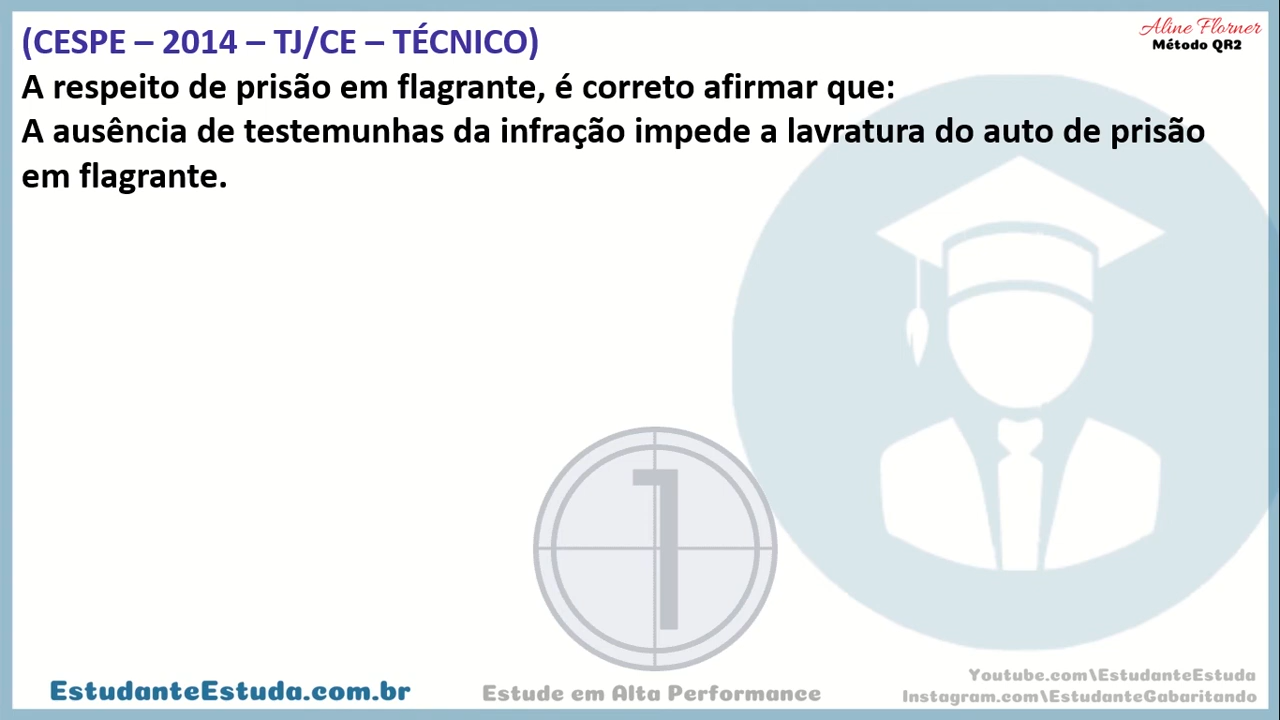 (CESPE – 2014 – TJ/CE – TÉCNICO)
Aline Florner
Método QR2
A respeito de prisão em flagrante, é correto afirmar que:
A ausência de testemunhas da infração impede a lavratura do auto de prisão
em flagrante.
1
EstudanteEstuda.com.br
Estude em Alta Performance
Youtube.com\EstudanteEstuda
Instagram.com\EstudanteGabaritando